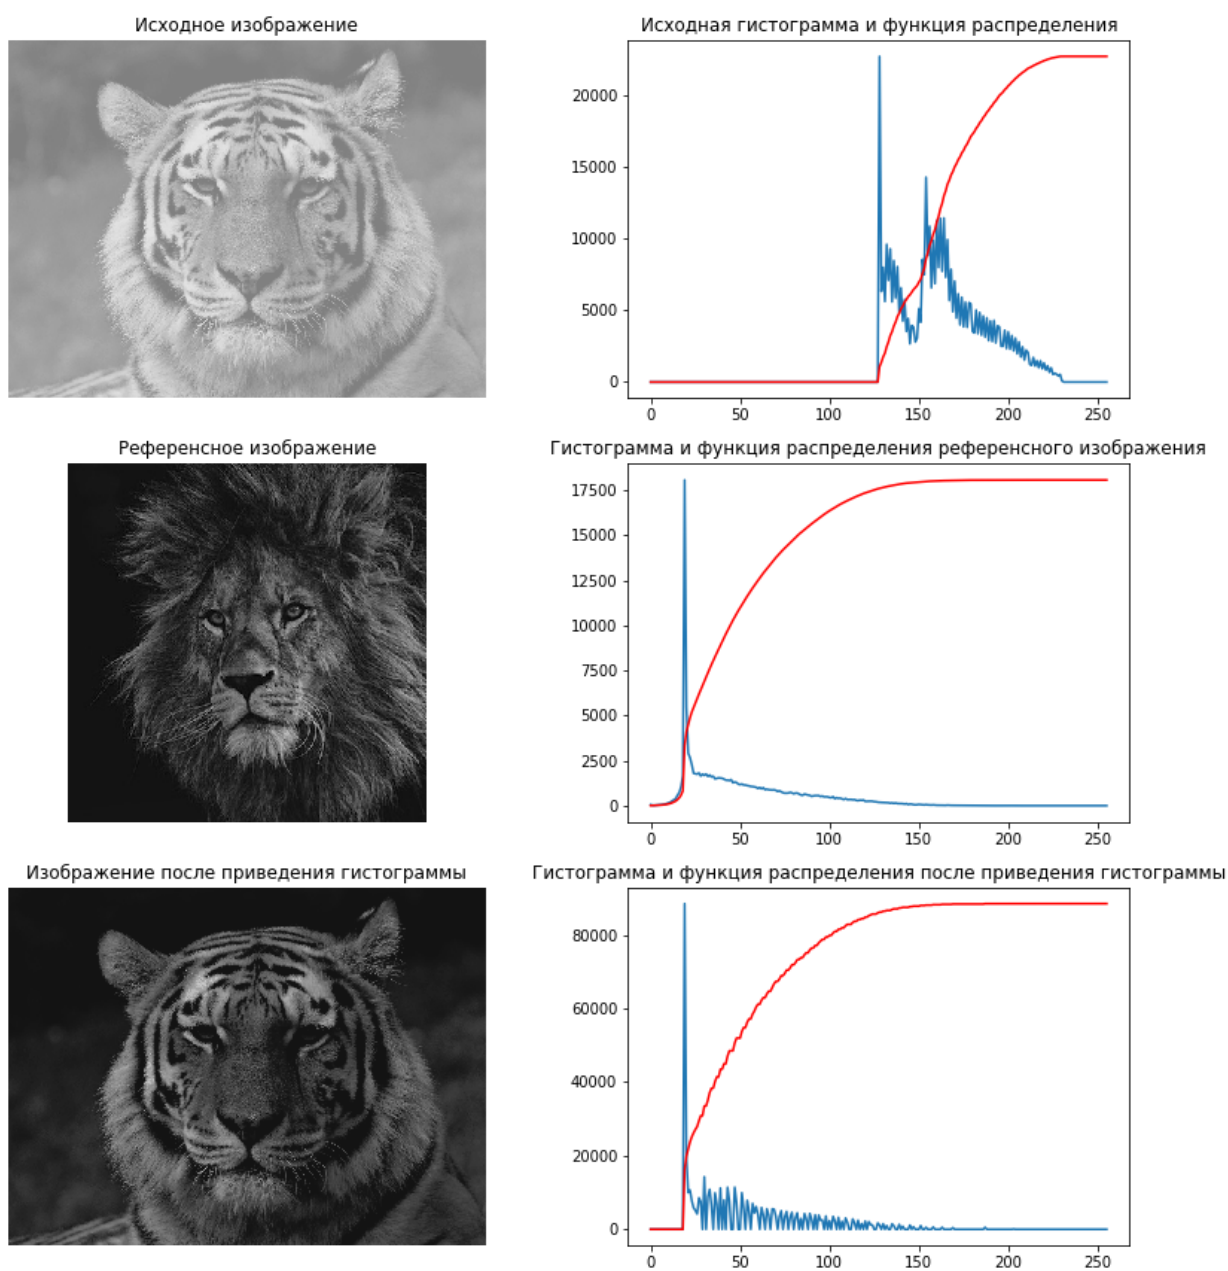 Исходное изображение
Исходная гистограмма и функция распределения
20000
15000
10000
5000
0
0 50 100 150 200 250
Референсное изображение
Гистограмма и функция распределения референсного изображения
17500
15000
12500
10000
7500
5000
2500
0
0 50 100 150 200 250
Изображение после приведения гистограммы
Гистограмма и функция распределения после приведения гистограммы
80000
60000
40000
20000
0
0 50 100 150 200 250